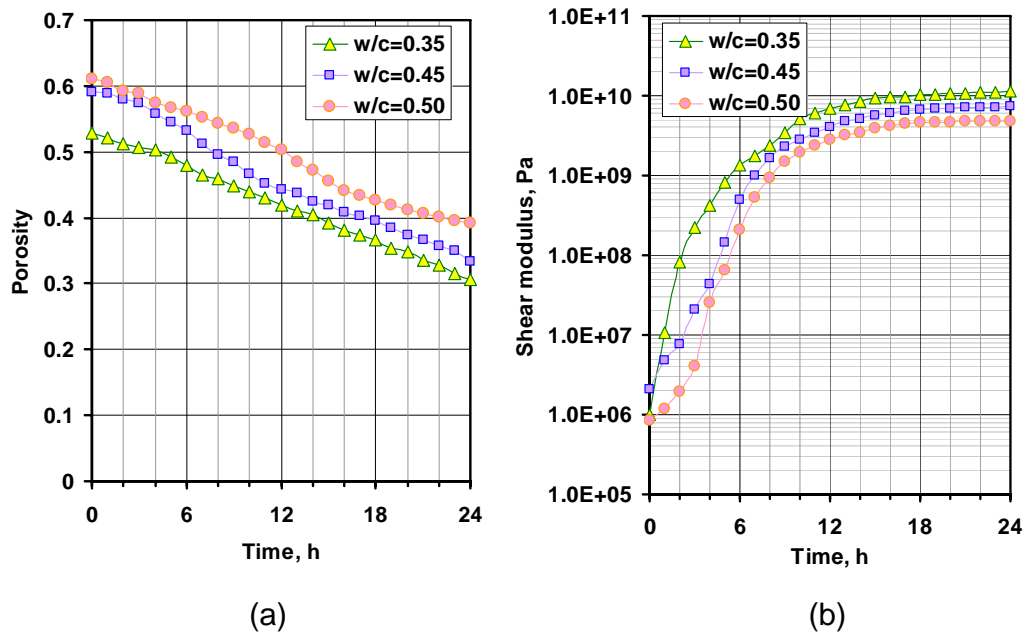 0.7
0.6
0.5
0.4
0.3
0.2
0.1
0
0
6
12
18
24
Porosity
Time, h
w/c=0.35
w/c=0.45
w/c=0.50
(a)
1.0E+11
1.0E+10
1.0E+09
1.0E+08
1.0E+07
1.0E+06
1.0E+05
0
6
12
18
24
Shear modulus, Pa
Time, h
w/c=0.35
w/c=0.45
w/c=0.50
(b)